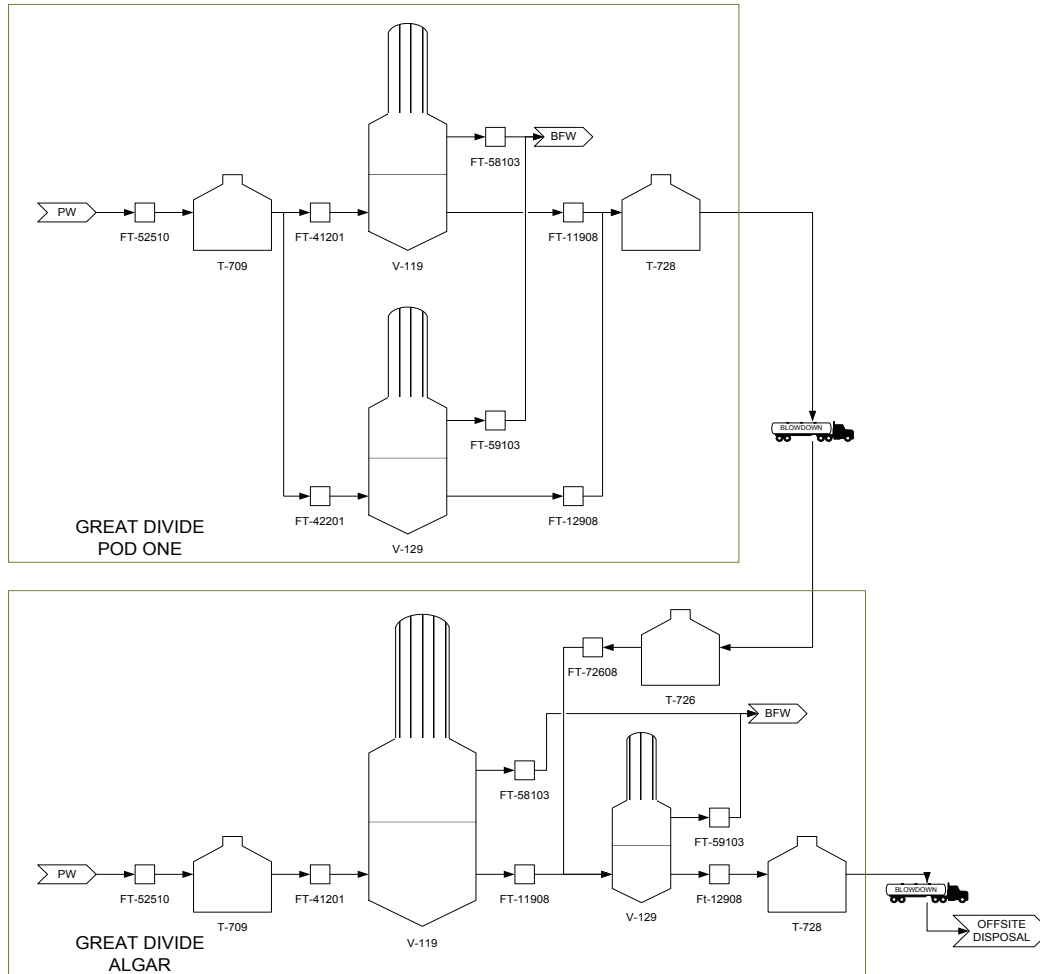 BFW
FT-58103
PW
FT-52510
FT-41201
FT-11908
T-709
V-119
T-728
BLOWDOWN
FT-59103
FT-42201
FT-12908
GREAT DIVIDE
POD ONE
V-129
FT-72608
T-726
BFW
FT-58103
FT-59103
PW
FT-52510
FT-41201
FT-11908
Ft-12908
BLOWDOWN
T-709
V-119
V-129
T-728
OFFSITE
DISPOSAL
GREAT DIVIDE
ALGAR